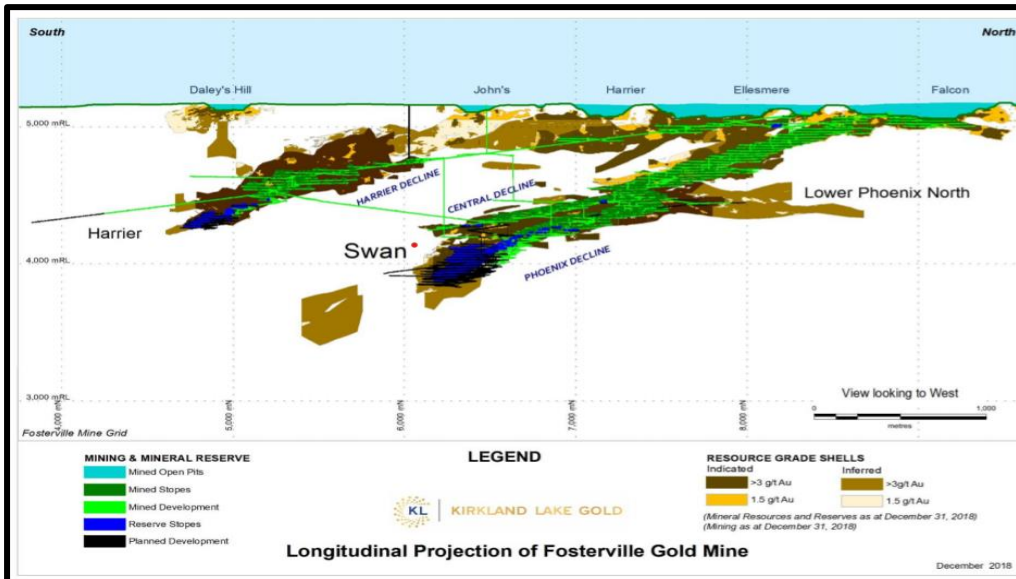 South
North
Daley's Hill
John's
Harrier
Ellesmere
Falcon
5,000 mRL
HARRIER DECLINE
CENTRAL DECLINE
Lower Phoenix North
Harrier
Swan
4,000 mRL
PHOENIX DECLINE
View looking to West
0
1,000
metres
3,000 mRL
4,000 mN
5,000 mN
6,000 mN
7,000 mN
8,000 mN
Fosterville Mine Grid
MINING & MINERAL RESERVE
Mined Open Pits
Mined Stopes
Mined Development
Reserve Stopes
Planned Development
LEGEND
KL KIRKLAND LAKE GOLD
RESOURCE GRADE SHELLS
Indicated
Inferred
>3 g/t Au
>3g/t Au
1.5 g/t Au
1.5 g/t Au
(Mineral Resources and Reserves as at December 31, 2018)
(Mining as at December 31, 2018)
Longitudinal Projection of Fosterville Gold Mine
December 2018